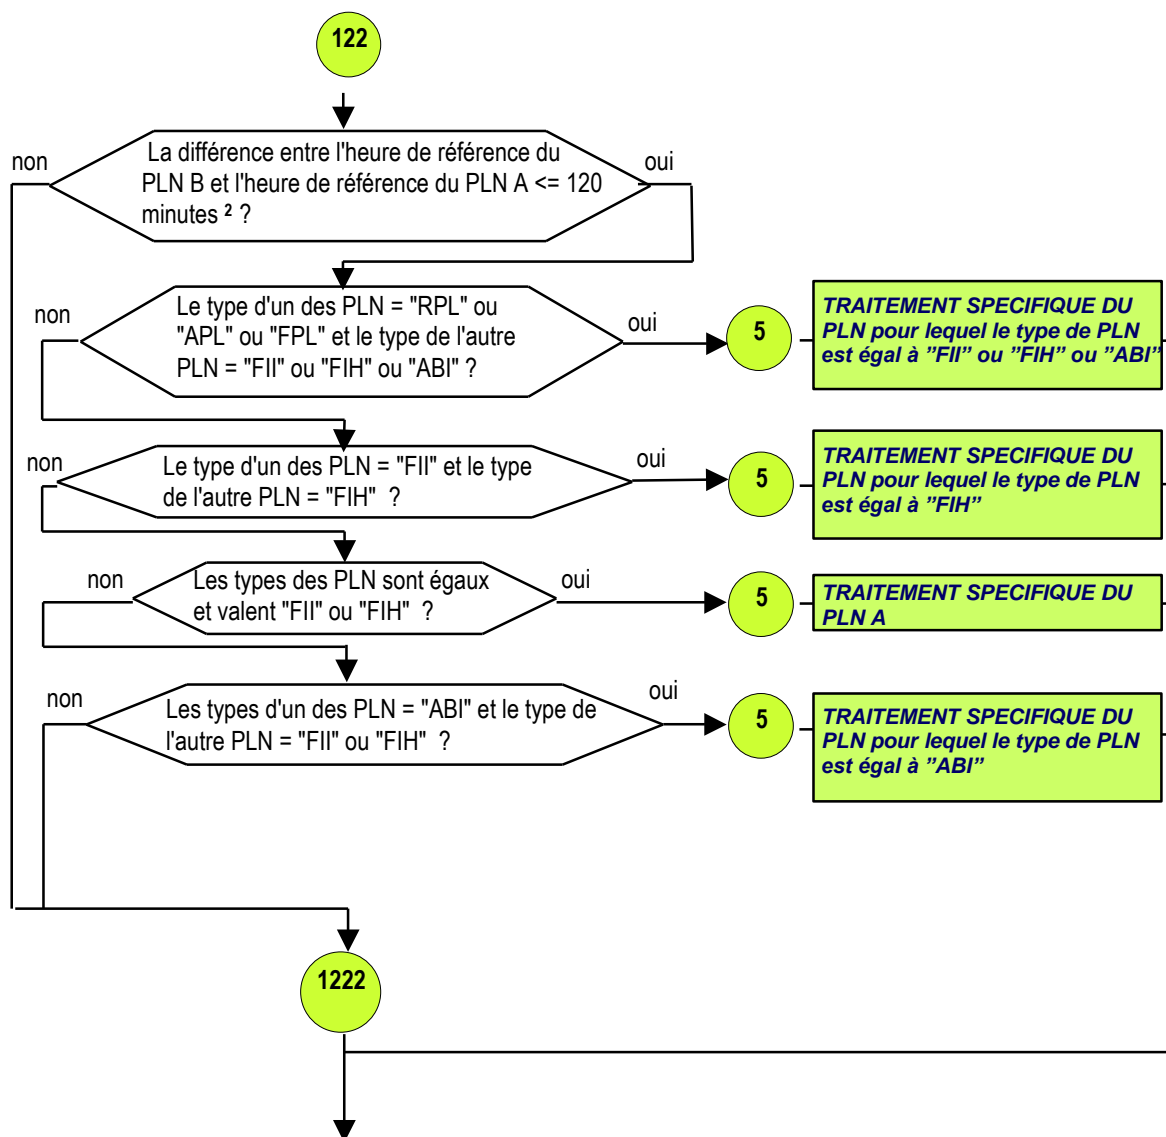 122
non
La différence entre l'heure de référence du
PLN B et l'heure de référence du PLN A <= 120
minutes ² ?
oui
non
Le type d'un des PLN = "RPL" ou
"APL" ou "FPL" et le type de l'autre
PLN = "FII" ou "FIH" ou "ABI" ?
oui
5
TRAITEMENT SPECIFIQUE DU
PLN pour lequel le type de PLN
est égal à ”FII” ou ”FIH” ou ”ABI”
non
Le type d'un des PLN = "FII" et le type
de l'autre PLN = "FIH" ?
oui
5
TRAITEMENT SPECIFIQUE DU
PLN pour lequel le type de PLN
est égal à ”FIH”
non
Les types des PLN sont égaux
et valent "FII" ou "FIH" ?
oui
5
TRAITEMENT SPECIFIQUE DU
PLN A
non
Les types d'un des PLN = "ABI" et le type de
l'autre PLN = "FII" ou "FIH" ?
oui
5
TRAITEMENT SPECIFIQUE DU
PLN pour lequel le type de PLN
est égal à ”ABI”
1222